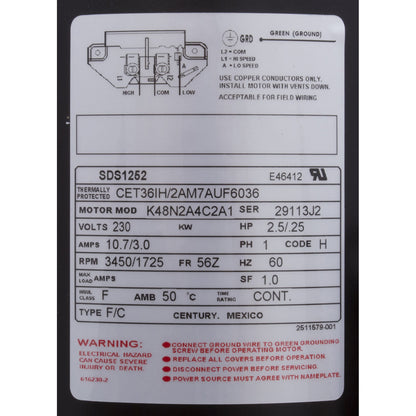 GRD GREEN (GROUND)
L2 = COM
L1 - HI SPEED
A = LO SPEED
HIGH COM LOW
A
USE COPPER CONDUCTORS ONLY.
INSTALL MOTOR WITH VENTS DOWN.
ACCEPTABLE FOR FIELD WIRING
SDS1252 E46412
THERMALLY PROTECTED CET36IH/2AM7AUF6036
MOTOR MOD K48N2A4C2A1 SER 29113J2
VOLTS 230 KW HP 2.5/.25
AMPS 10.7/3.0 PH 1 CODE H
RPM 3450/1725 FR 56Z HZ 60
MAX LOAD AMPS SF 1.0
INSUL CLASS F AMB 50 °C TIME RATING CONT.
TYPE F/C CENTURY. MEXICO
2511579-001
WARNING:
ELECTRICAL HAZARD
CAN CAUSE SEVERE
INJURY OR DEATH.
616238-2
● CONNECT GROUND WIRE TO GREEN GROUNDING
SCREW BEFORE OPERATING MOTOR.
● REPLACE ALL COVERS BEFORE OPERATION.
● DISCONNECT POWER BEFORE SERVICING.
● POWER SOURCE MUST AGREE WITH NAMEPLATE.